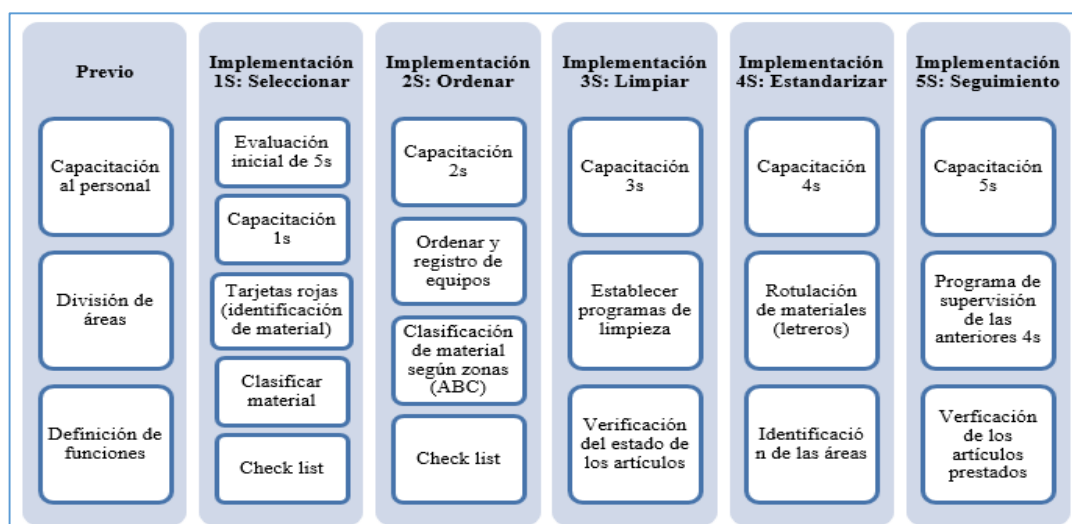 Previo
Capacitación
al personal
División de
áreas
Definición de
funciones
Implementación
1S: Seleccionar
Evaluación
inicial de 5s
Capacitación
1s
Tarjetas rojas
(identificación
de material)
Clasificar
material
Check list
Implementación
2S: Ordenar
Capacitación
2s
Ordenar y
registro de
equipos
Clasificación
de material
según zonas
(ABC)
Check list
Implementación
3S: Limpiar
Capacitación
3s
Establecer
programas de
limpieza
Verificación
del estado de
los artículos
Implementación
4S: Estandarizar
Capacitación
4s
Rotulación
de materiales
(letreros)
Identificació
n de las áreas
Implementación
5S: Seguimiento
Capacitación
5s
Programa de
supervisión
de las
anteriores 4s
Verficación
de los
artículos
prestados